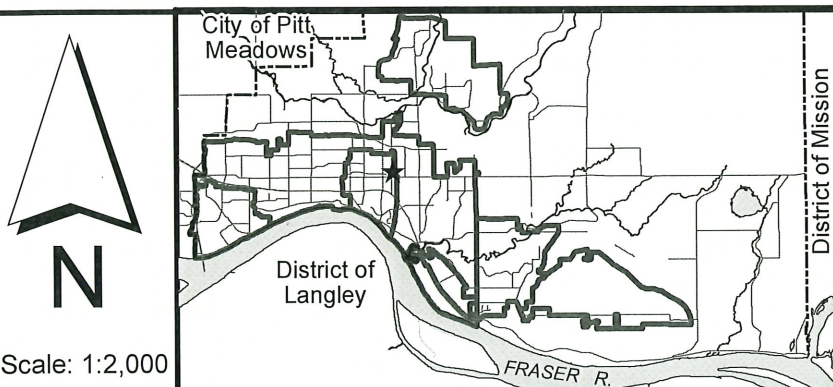 City of Pitt
Meadows
District of Mission
District of
Langley
N
Scale: 1:2,000
FRASER R.